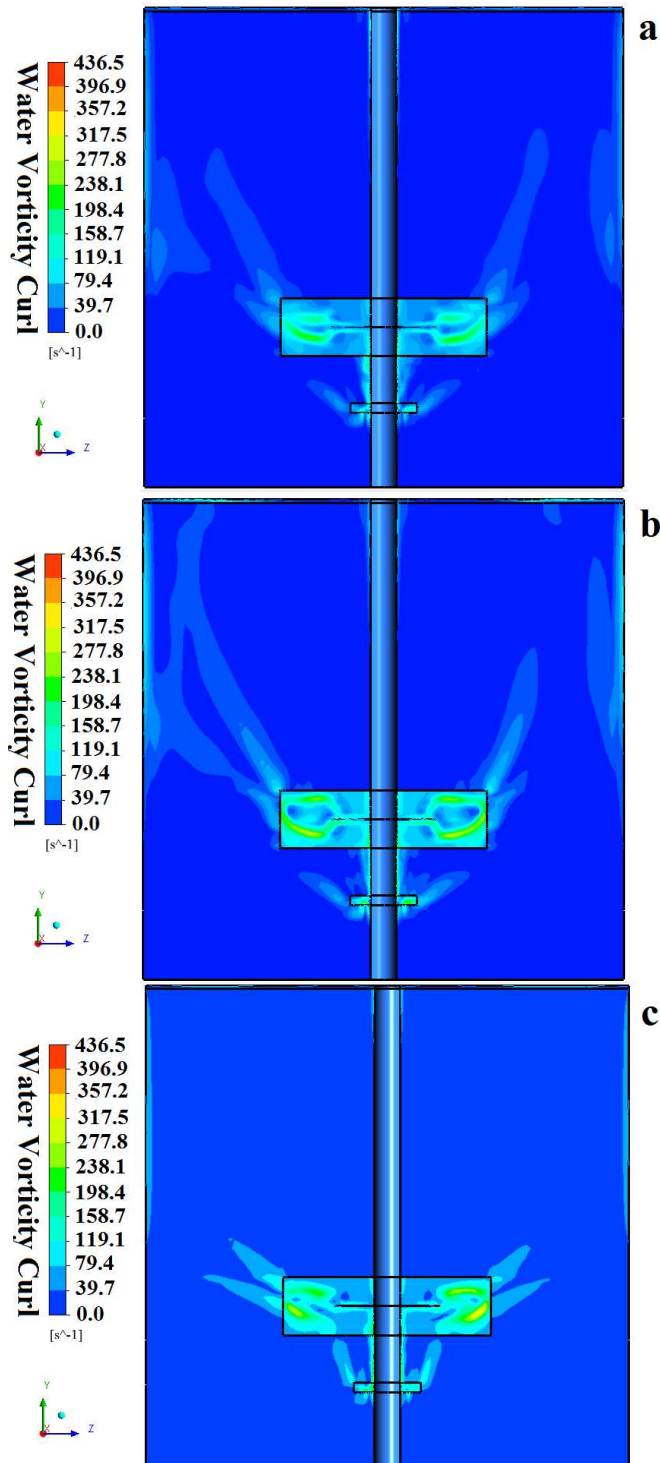 a
Water Vorticity Curl
436.5
396.9
357.2
317.5
277.8
238.1
198.4
158.7
119.1
79.4
39.7
0.0
[s^-1]
Y
X
Z
b
Water Vorticity Curl
436.5
396.9
357.2
317.5
277.8
238.1
198.4
158.7
119.1
79.4
39.7
0.0
[s^-1]
Y
X
Z
c
Water Vorticity Curl
436.5
396.9
357.2
317.5
277.8
238.1
198.4
158.7
119.1
79.4
39.7
0.0
[s^-1]
Y
X
Z